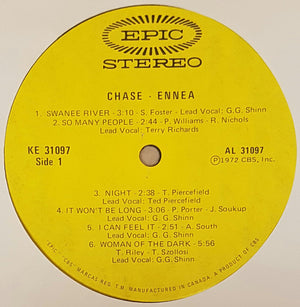 EPIC
STEREO
CHASE - ENNEA
1. SWANEE RIVER - 3:10 - S. Foster - Lead Vocal: G.G. Shinn
2. SO MANY PEOPLE - 2:44 - P. Williams - R. Nichols
Lead Vocal: Terry Richards
KE 31097
Side 1
AL 31097
Ⓟ1972 CBS, Inc.
3. NIGHT - 2:38 - T. Piercefield
Lead Vocal: Ted Piercefield
4. IT WON'T BE LONG - 3:06 - P. Porter - J. Soukup
Lead Vocal: G. G. Shinn
5. I CAN FEEL IT - 2:51 - A. South
Lead Vocal: G. G. Shinn
6. WOMAN OF THE DARK - 5:56
T. Riley - T. Szollosi
Lead Vocal: G. G. Shinn
"EPIC", "CBS" MARCAS REG. T.M. MANUFACTURED IN CANADA. A PRODUCT OF CBS